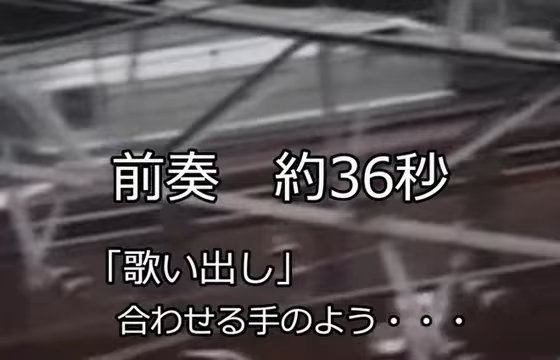 前奏　約36秒
「歌い出し」
合わせる手のよう・・・